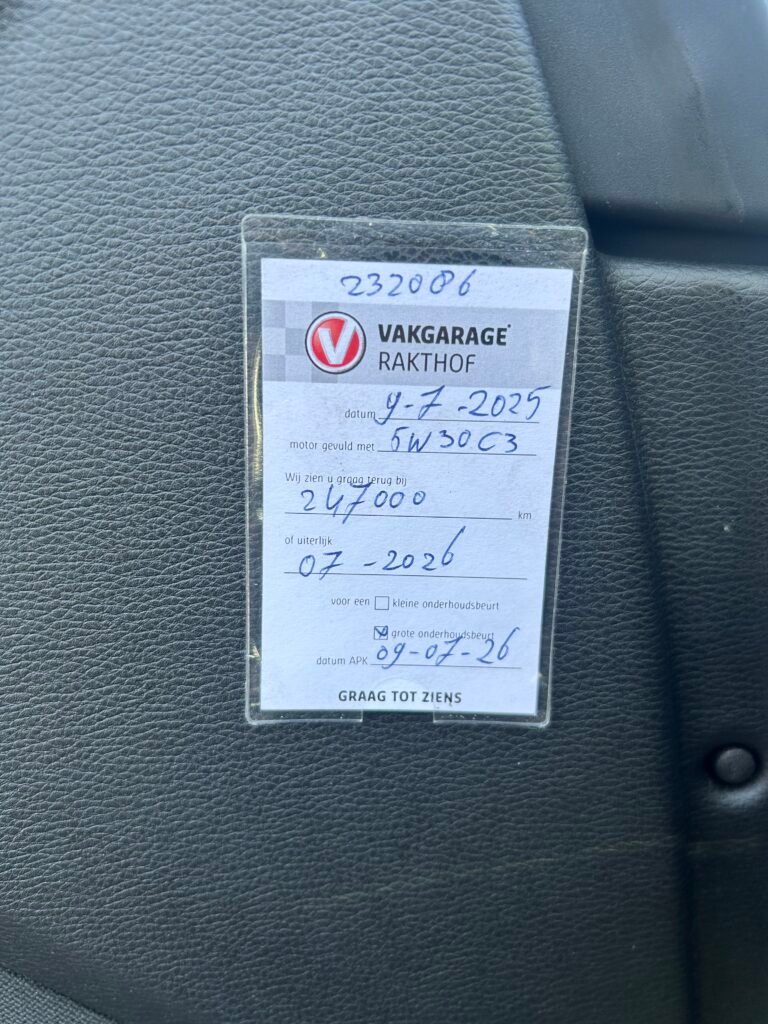 232086
V VAKGARAGE
RAKTHOF
datum 9-7-2025
motor gevuld met 5W30C3
Wij zien u graag terug bij
247000 km
of uiterlijk
07-2026
voor een kleine onderhoudsbeurt
grote onderhoudsbeurt
datum APK 09-07-26
GRAAG TOT ZIENS